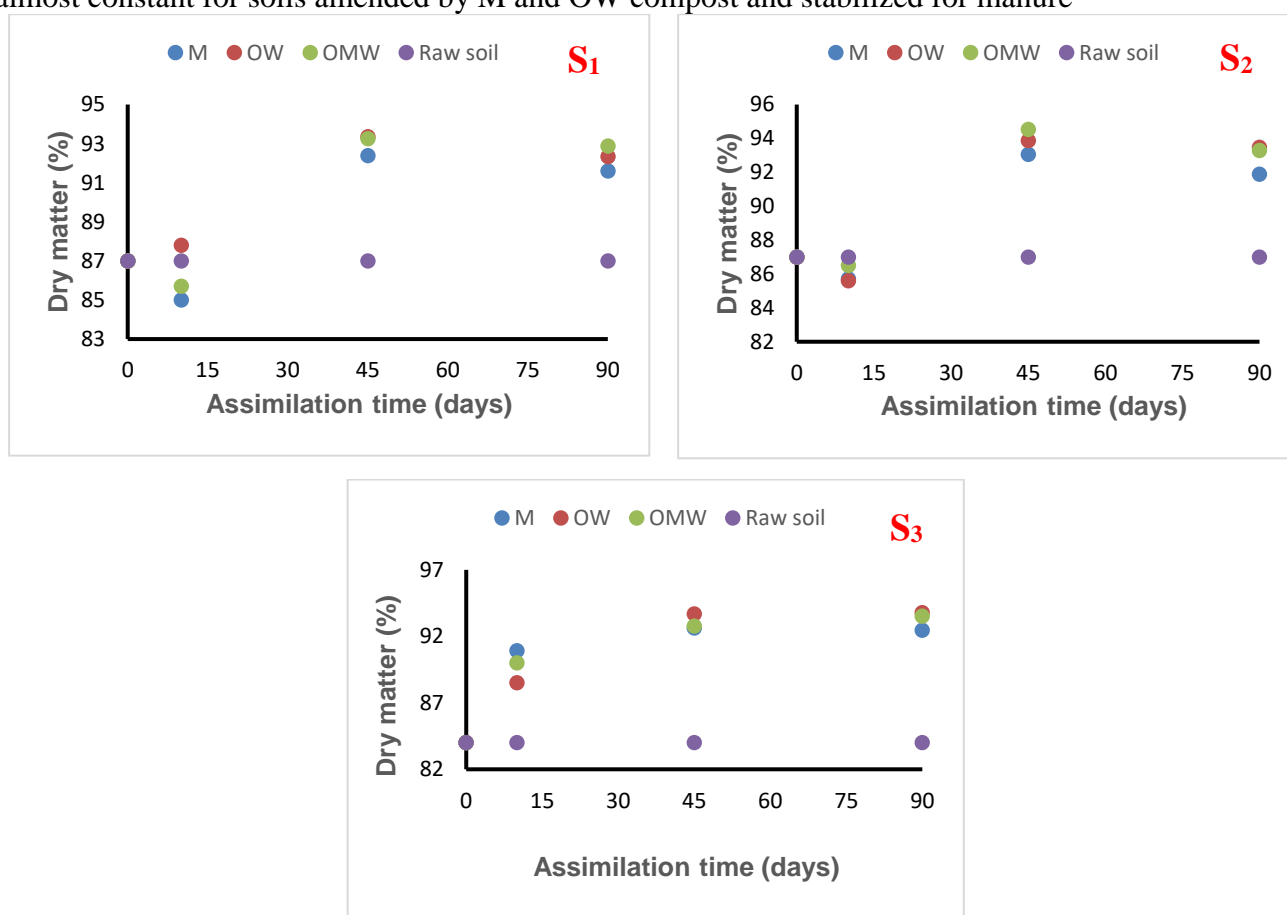 almost constant for soils amended by M and OW compost and stabilized for manure
M OW OMW Raw soil
S1
95
93
91
89
87
85
83
Dry matter (%)
0 15 30 45 60 75 90
Assimilation time (days)
M OW OMW Raw soil
S2
96
94
92
90
88
86
84
82
Dry matter (%)
0 15 30 45 60 75 90
Assimilation time (days)
M OW OMW Raw soil
S3
97
92
87
82
Dry matter (%)
0 15 30 45 60 75 90
Assimilation time (days)